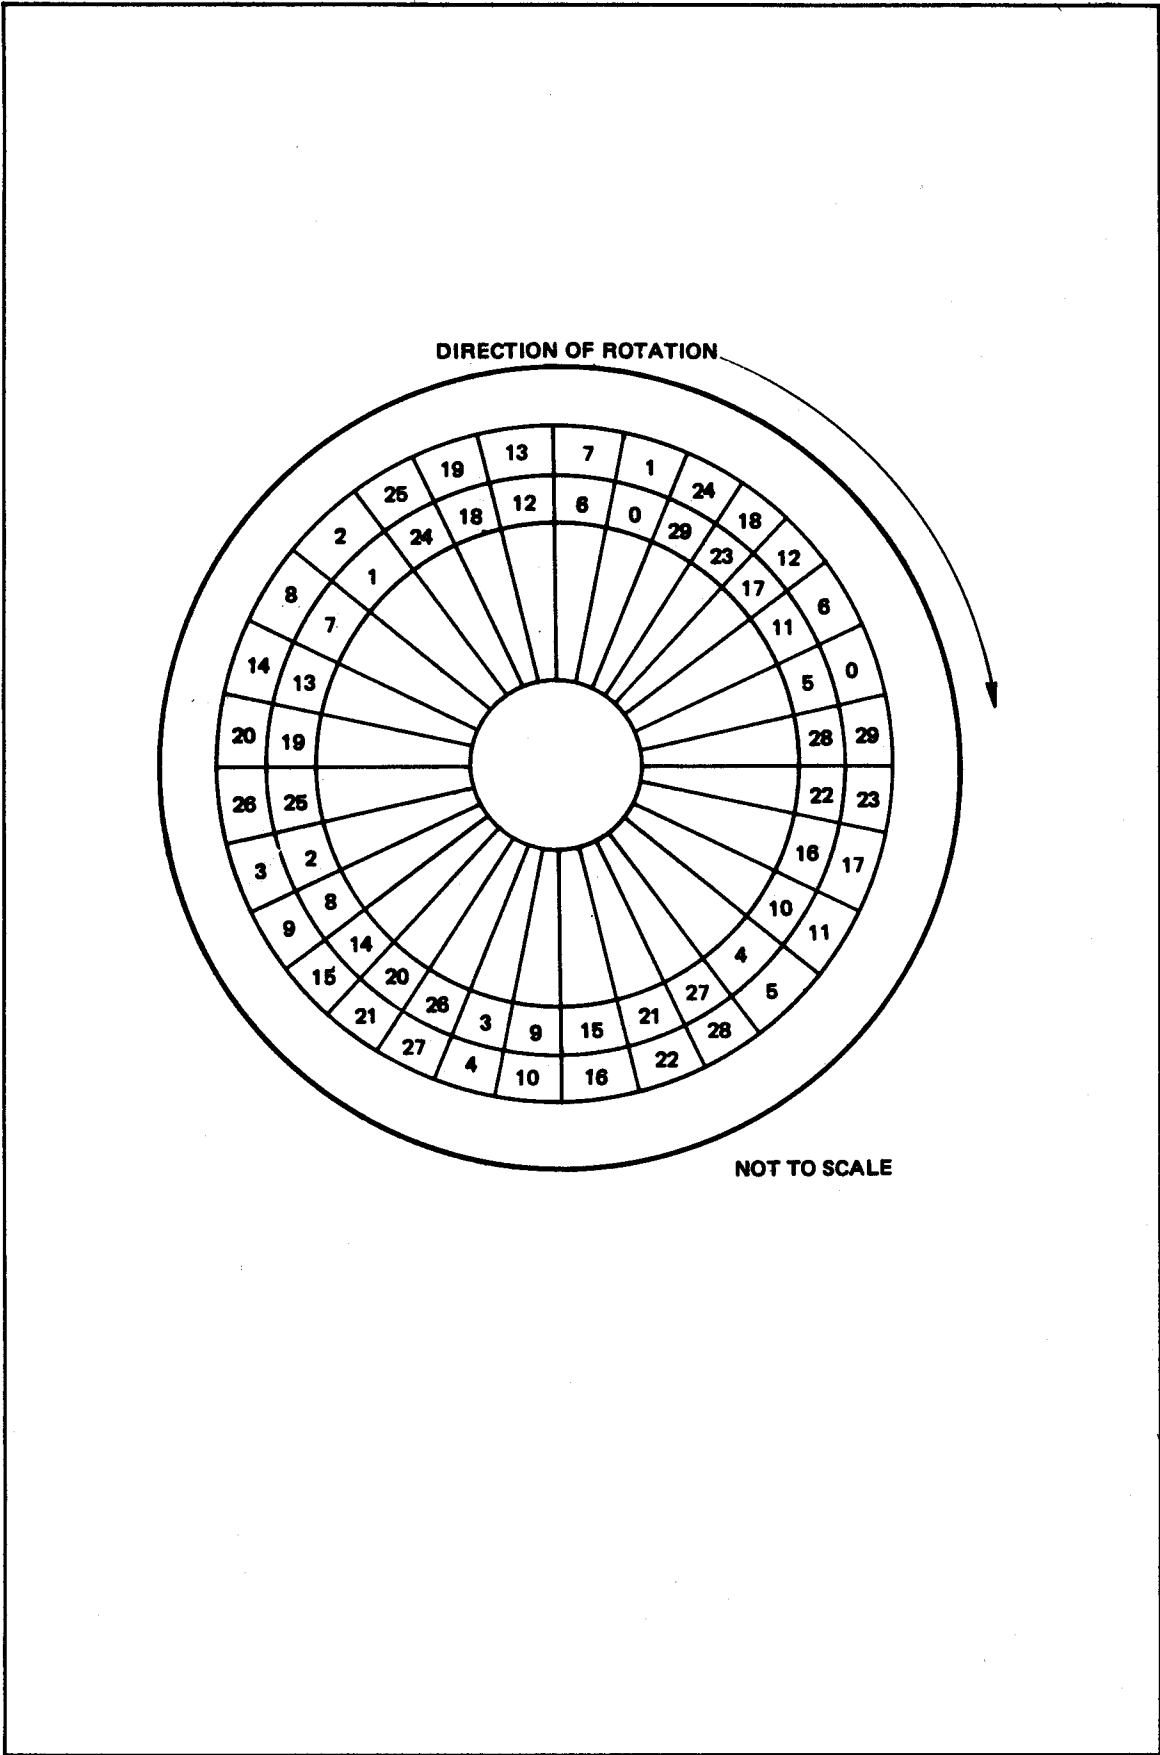 DIRECTION OF ROTATION
13 7 1 24 18 12 6 0 29 23 17 11 5 28 22 16 10 4 27 21 15 9 3 26 20 14 8 2 25 19
12 6 0 29 23 17 11 5 28 22 16 10 4 27 21 15 9 3 26 20 14 8 2 25 19 13 7 1 24 18
NOT TO SCALE